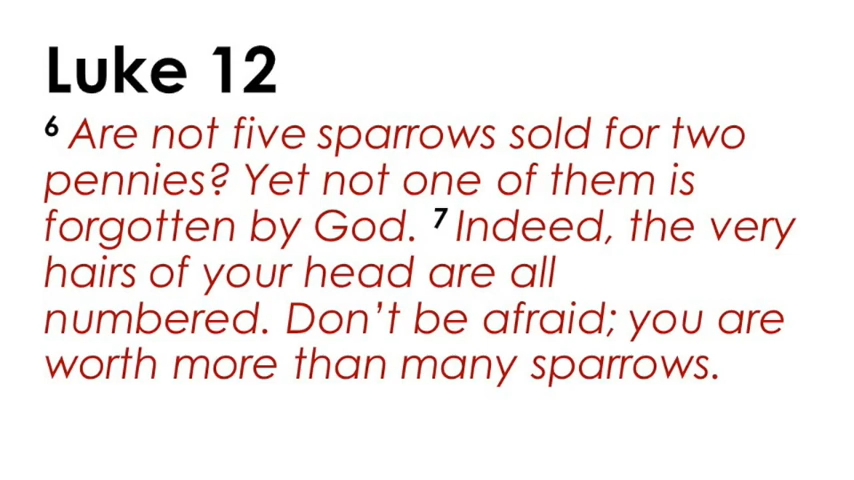 Luke 12
6 Are not five sparrows sold for two
pennies? Yet not one of them is
forgotten by God. 7 Indeed, the very
hairs of your head are all
numbered. Don’t be afraid; you are
worth more than many sparrows.